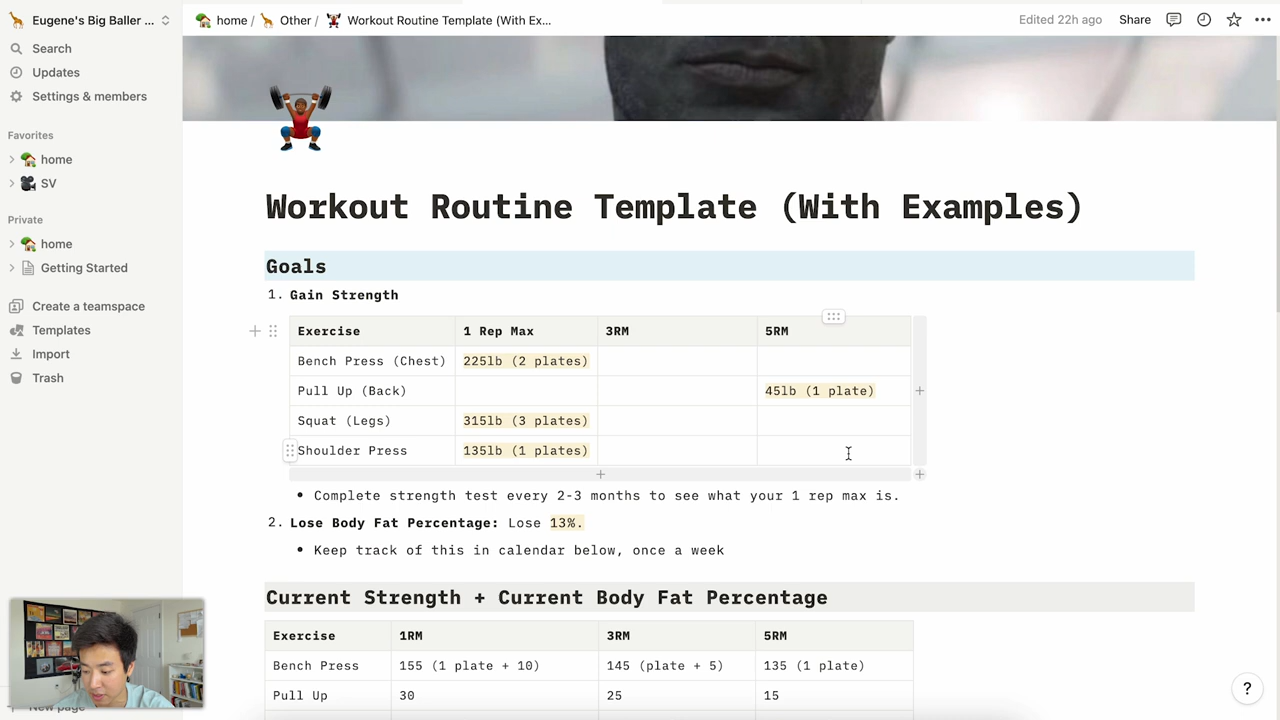 Eugene's Big Baller ...
home / Other / Workout Routine Template (With Ex...
Edited 22h ago
Share
Search
Updates
Settings & members
Favorites
home
SV
Private
home
Getting Started
Create a teamspace
Templates
Import
Trash
New page
Workout Routine Template (With Examples)
Goals
1. Gain Strength
Exercise 1 Rep Max 3RM 5RM
Bench Press (Chest) 225lb (2 plates)
Pull Up (Back) 45lb (1 plate)
Squat (Legs) 315lb (3 plates)
Shoulder Press 135lb (1 plates)
• Complete strength test every 2-3 months to see what your 1 rep max is.
2. Lose Body Fat Percentage: Lose 13%.
• Keep track of this in calendar below, once a week
Current Strength + Current Body Fat Percentage
Exercise 1RM 3RM 5RM
Bench Press 155 (1 plate + 10) 145 (plate + 5) 135 (1 plate)
Pull Up 30 25 15
?